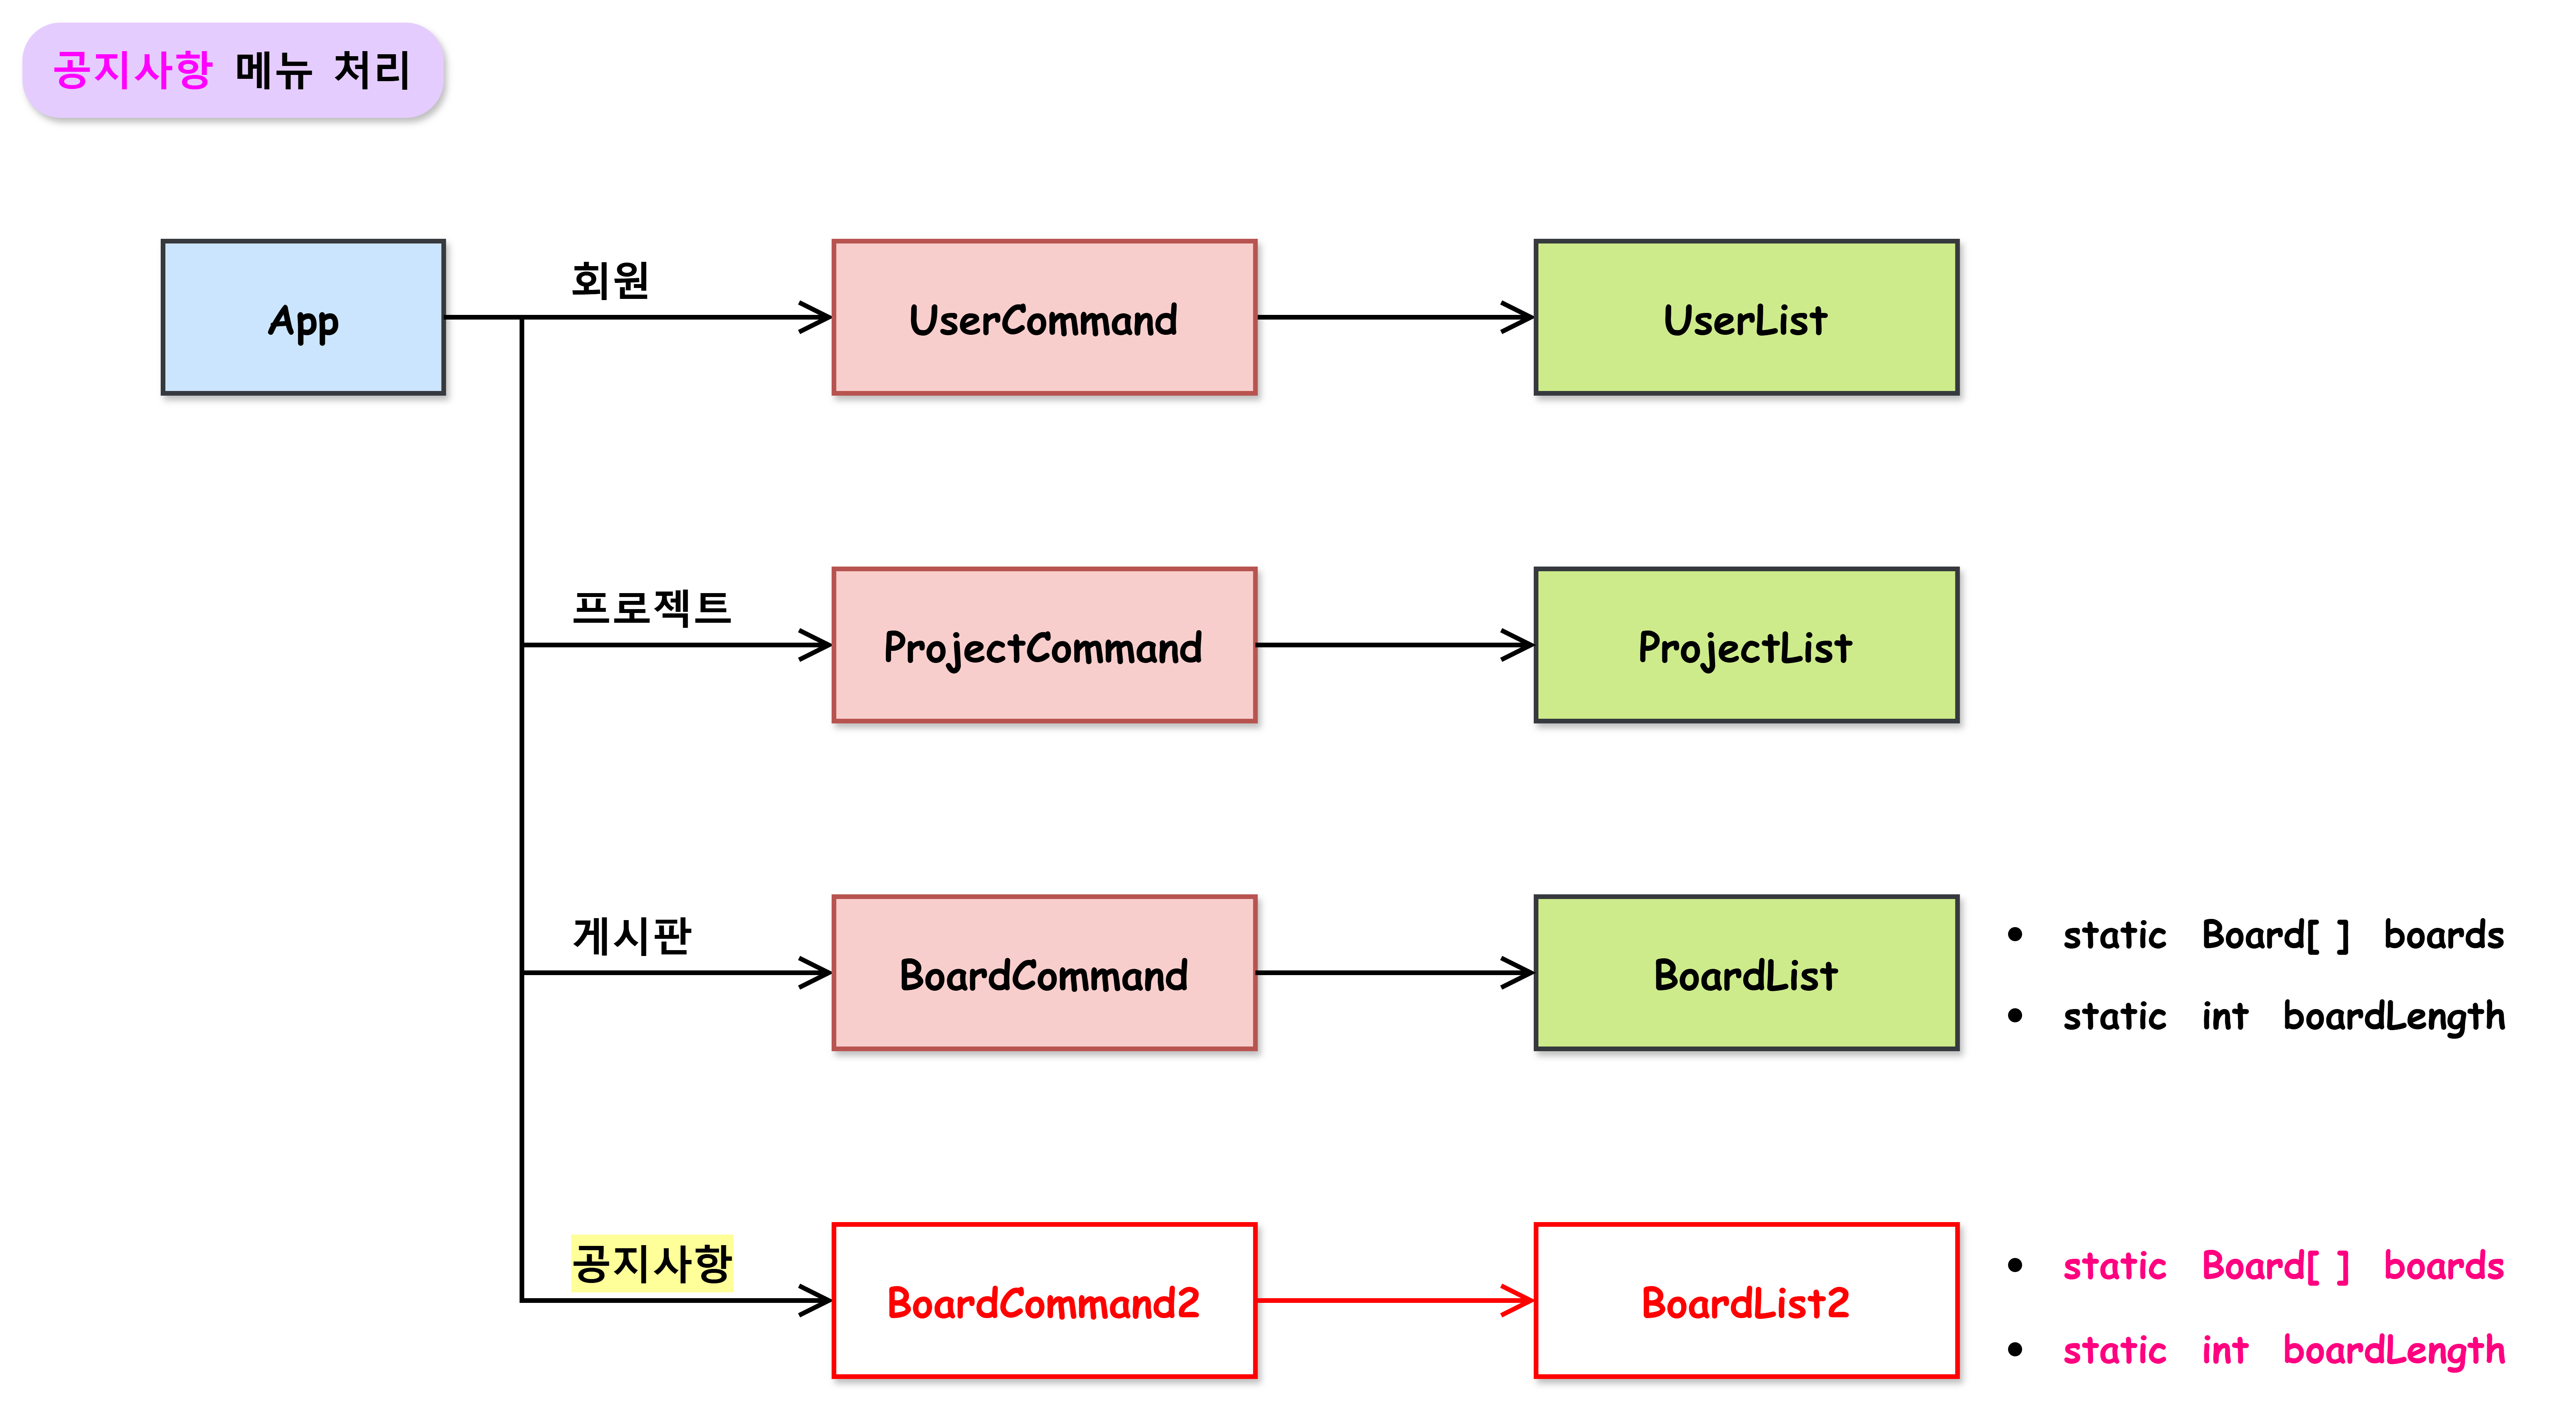 공지사항 메뉴 처리
회원
App
UserCommand
UserList
프로젝트
ProjectCommand
ProjectList
게시판
BoardCommand
BoardList
• static Board[ ] boards
• static int boardLength
공지사항
BoardCommand2
BoardList2
• static Board[ ] boards
• static int boardLength